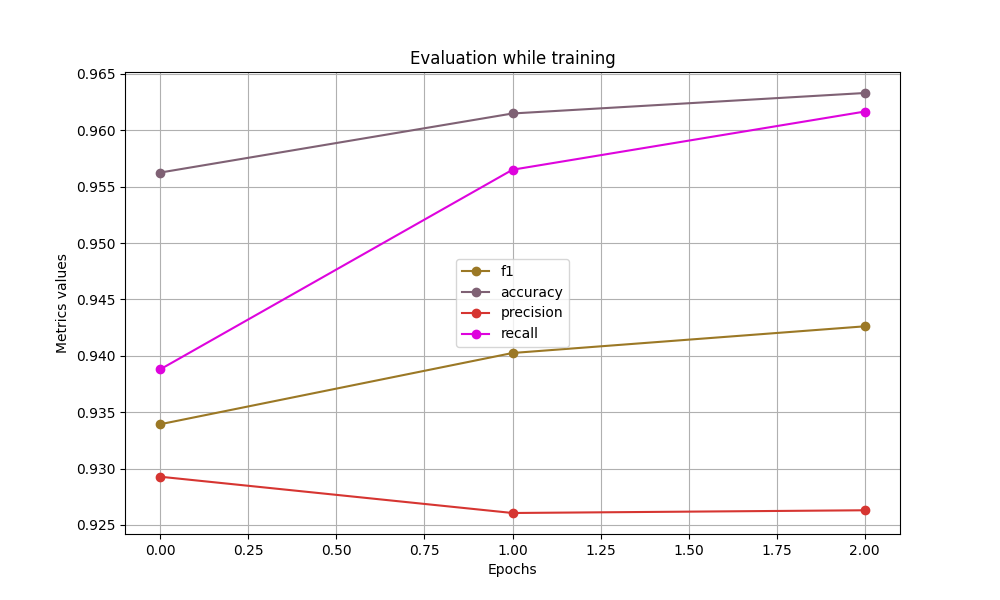 Evaluation while training
0.965
0.960
0.955
0.950
0.945
0.940
0.935
0.930
0.925
Metrics values
f1
accuracy
precision
recall
0.00 0.25 0.50 0.75 1.00 1.25 1.50 1.75 2.00
Epochs